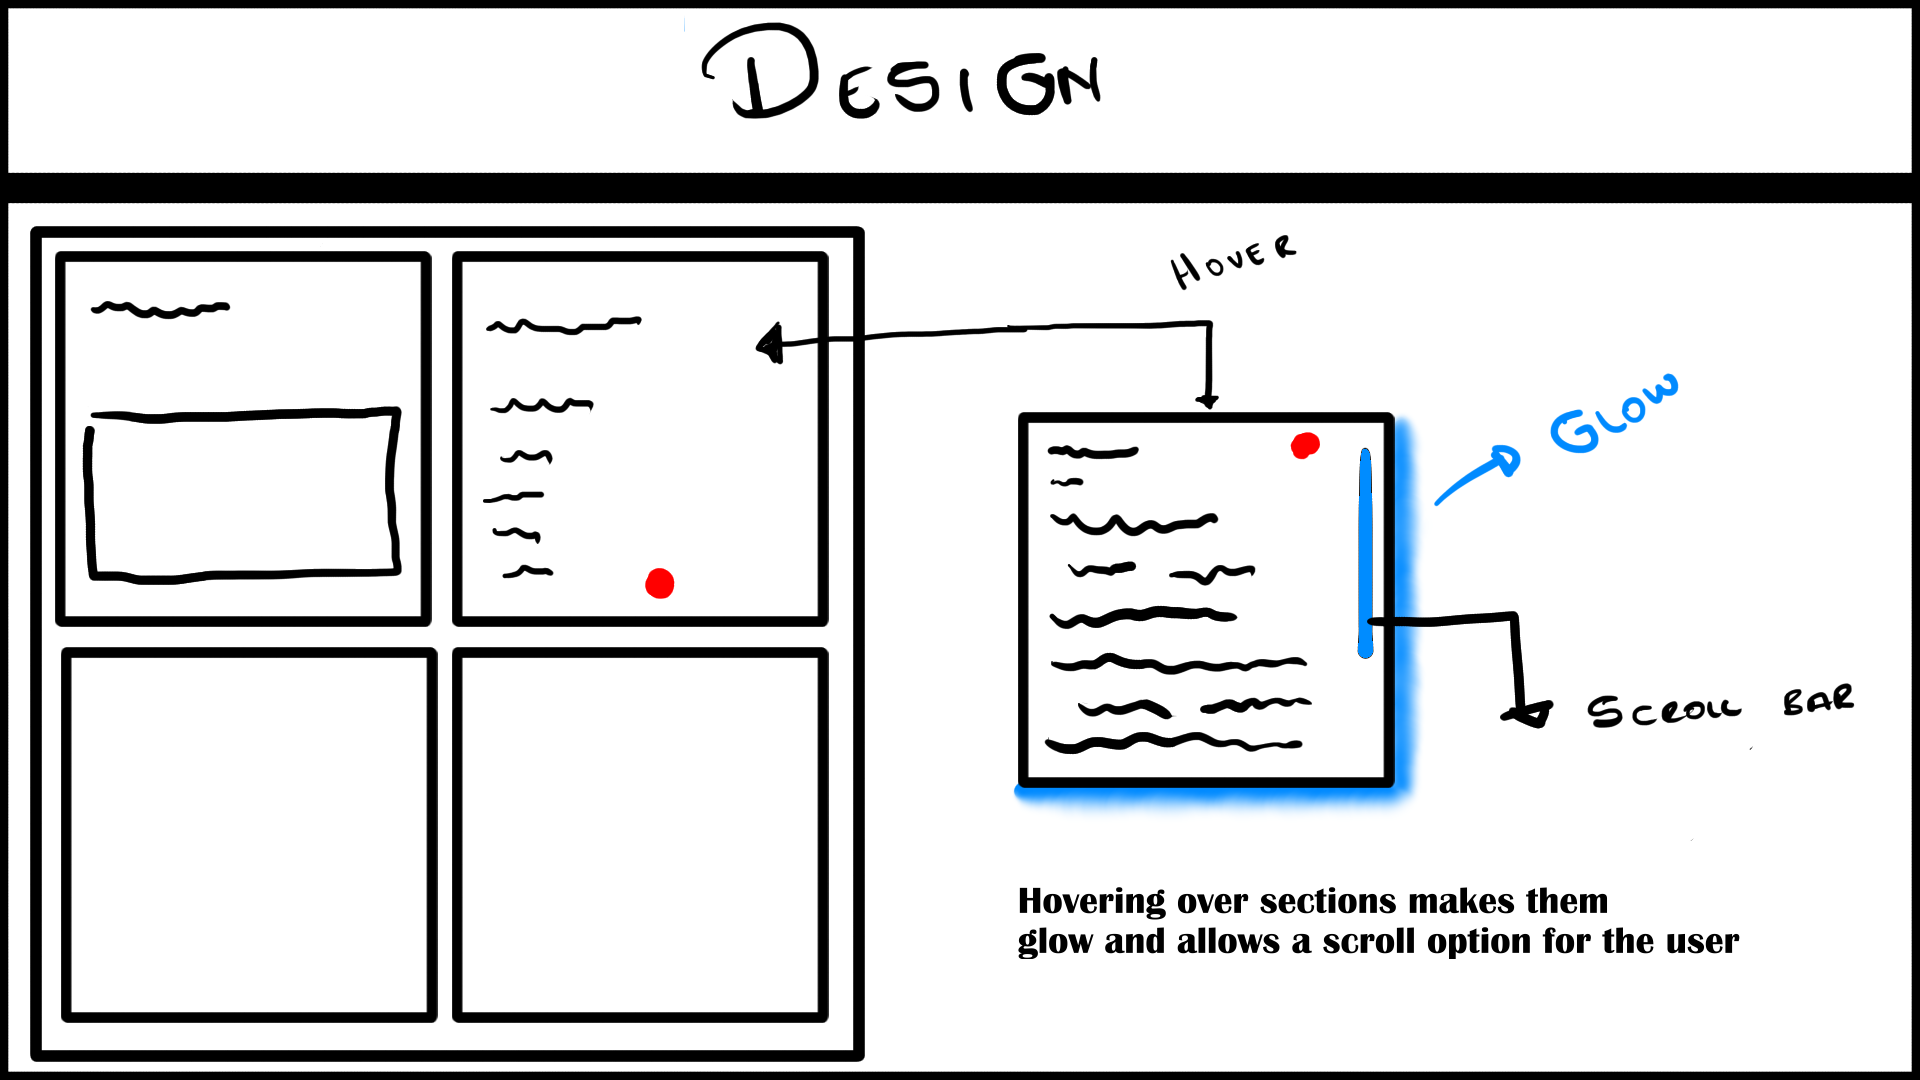 DESIGN
HOVER
GLOW
SCROLL BAR
Hovering over sections makes them
glow and allows a scroll option for the user